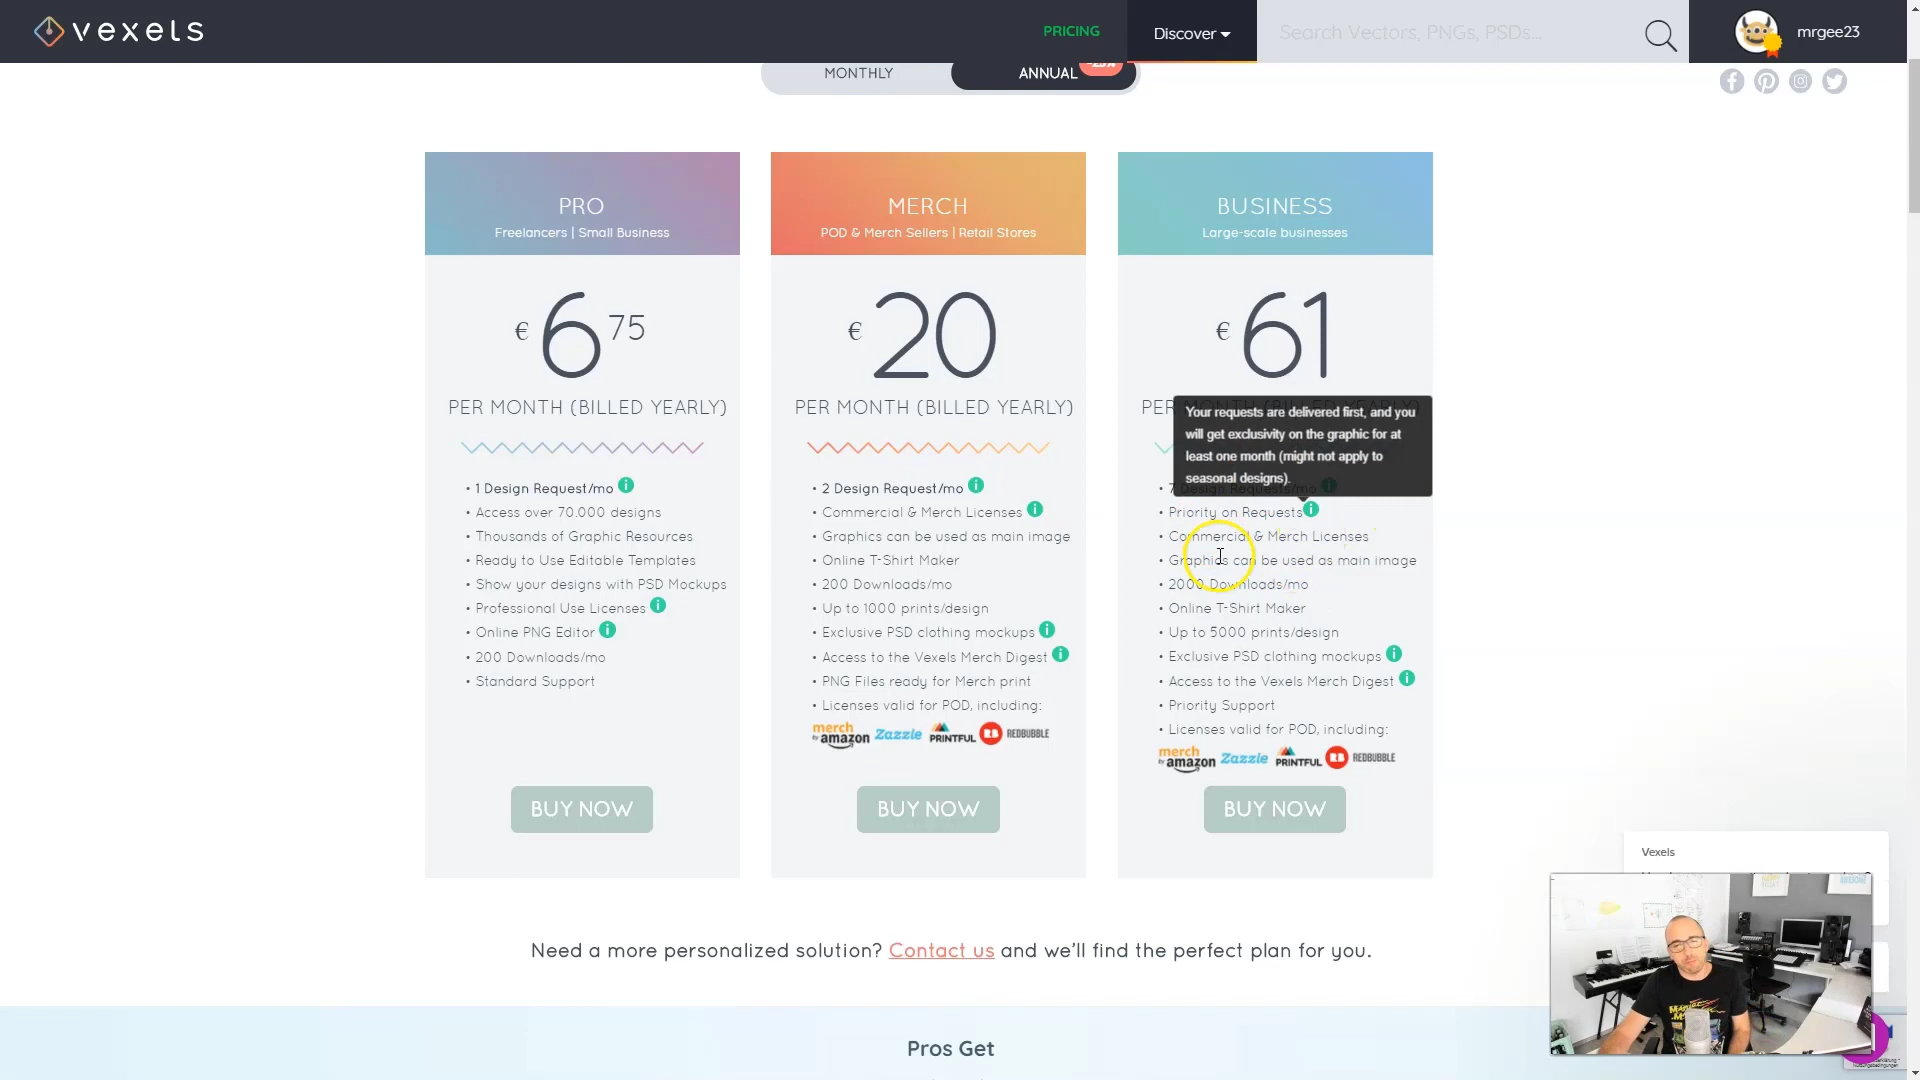 vexels
PRICING
Discover
Search Vectors, PNGs, PSDs...
mrgee23
MONTHLY
ANNUAL
PRO
Freelancers | Small Business
€ 6 75
PER MONTH (BILLED YEARLY)
• 1 Design Request/mo
• Access over 70.000 designs
• Thousands of Graphic Resources
• Ready to Use Editable Templates
• Show your designs with PSD Mockups
• Professional Use Licenses
• Online PNG Editor
• 200 Downloads/mo
• Standard Support
BUY NOW
MERCH
POD & Merch Sellers | Retail Stores
€ 20
PER MONTH (BILLED YEARLY)
• 2 Design Request/mo
• Commercial & Merch Licenses
• Graphics can be used as main image
• Online T-Shirt Maker
• 200 Downloads/mo
• Up to 1000 prints/design
• Exclusive PSD clothing mockups
• Access to the Vexels Merch Digest
• PNG Files ready for Merch print
• Licenses valid for POD, including:
merch by amazon Zazzle PRINTFUL RB REDBUBBLE
BUY NOW
BUSINESS
Large-scale businesses
€ 61
PER
Your requests are delivered first, and you
will get exclusivity on the graphic for at
least one month (might not apply to
seasonal designs).
• 7 Design Requests/mo
• Priority on Requests
• Commercial & Merch Licenses
• Graphics can be used as main image
• 2000 Downloads/mo
• Online T-Shirt Maker
• Up to 5000 prints/design
• Exclusive PSD clothing mockups
• Access to the Vexels Merch Digest
• Priority Support
• Licenses valid for POD, including:
merch by amazon Zazzle PRINTFUL RB REDBUBBLE
BUY NOW
Need a more personalized solution? Contact us and we'll find the perfect plan for you.
Pros Get
Vexels